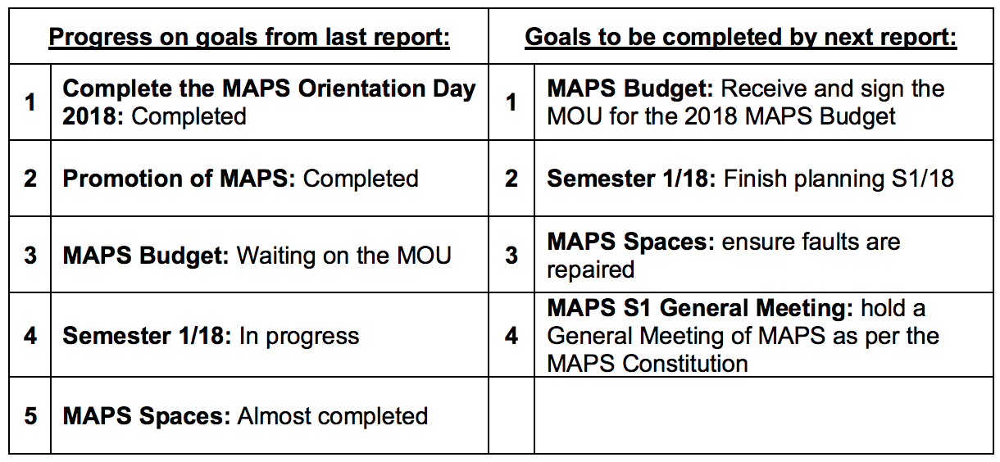 Progress on goals from last report:
Goals to be completed by next report:
1
Complete the MAPS Orientation Day
2018: Completed
1
MAPS Budget: Receive and sign the
MOU for the 2018 MAPS Budget
2
Promotion of MAPS: Completed
2
Semester 1/18: Finish planning S1/18
3
MAPS Budget: Waiting on the MOU
3
MAPS Spaces: ensure faults are
repaired
4
Semester 1/18: In progress
4
MAPS S1 General Meeting: hold a
General Meeting of MAPS as per the
MAPS Constitution
5
MAPS Spaces: Almost completed